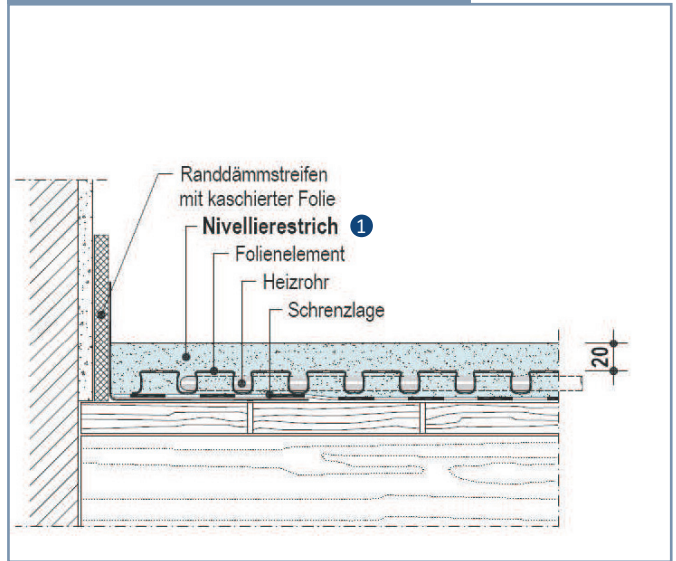 Randdämmstreifen
mit kaschierter Folie
Nivellierestrich 1
Folienelement
Heizrohr
Schrenzlage
20